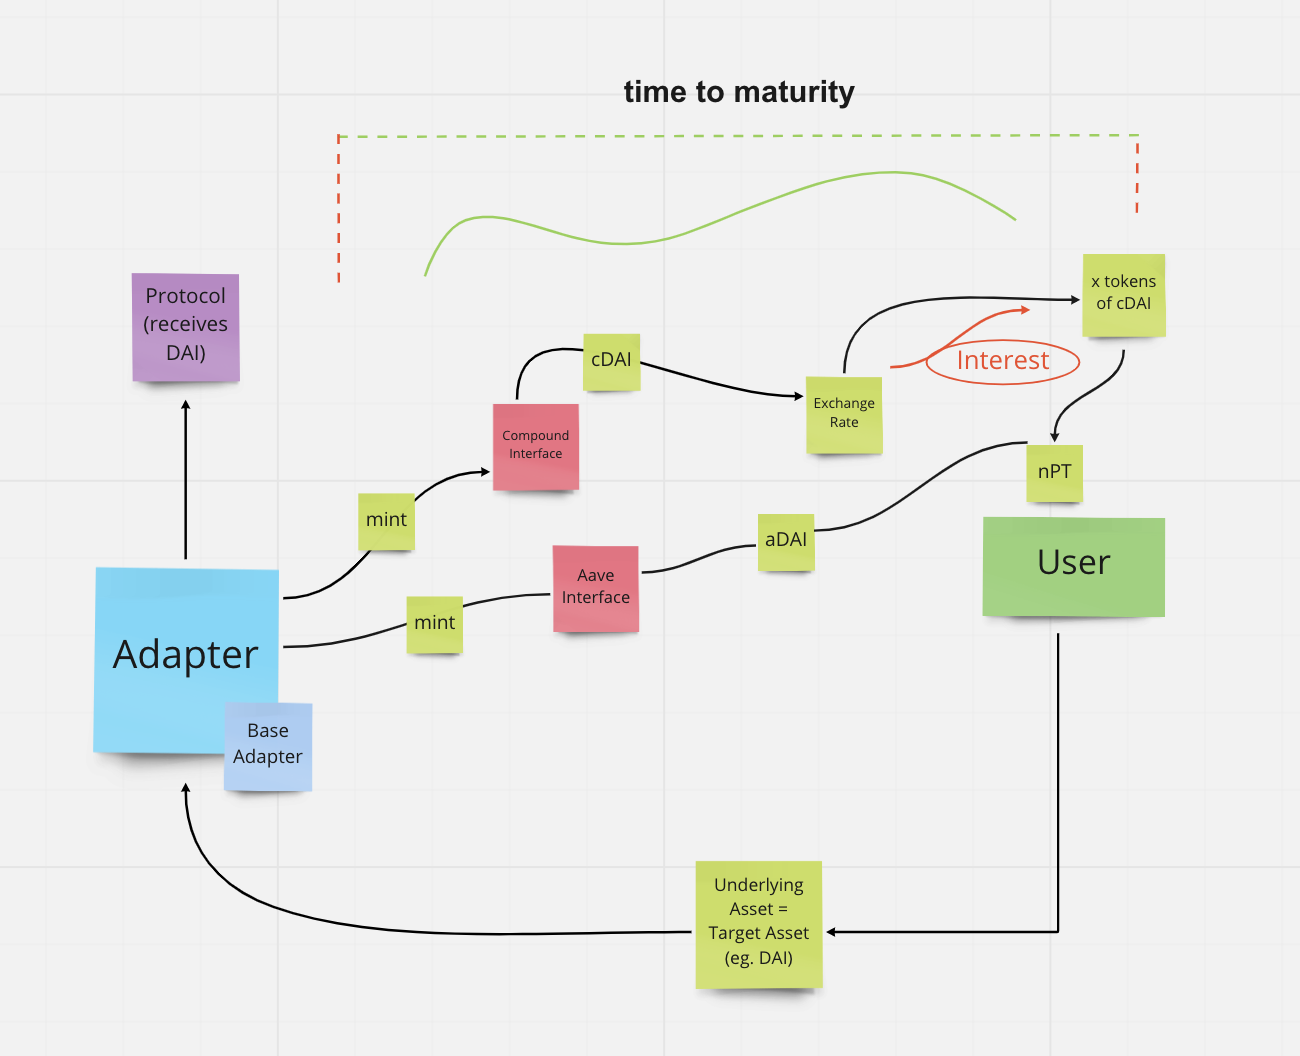 time to maturity
Protocol
(receives
DAI)
x tokens
of cDAI
cDAI
Interest
Exchange
Rate
Compound
Interface
nPT
mint
aDAI
User
Aave
Interface
mint
Adapter
Base
Adapter
Underlying
Asset =
Target Asset
(eg. DAI)